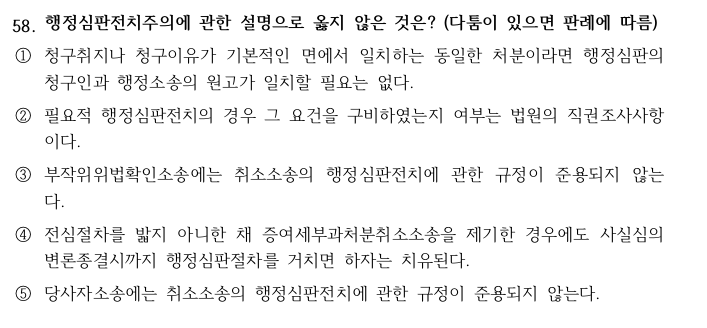 58. 행정심판전치주의에 관한 설명으로 옳지 않은 것은? (다툼이 있으면 판례에 따름)
① 청구취지나 청구이유가 기본적인 면에서 일치하는 동일한 처분이라면 행정심판의
청구인과 행정소송의 원고가 일치할 필요는 없다.
② 필요적 행정심판전치의 경우 그 요건을 구비하였는지 여부는 법원의 직권조사사항
이다.
③ 부작위위법확인소송에는 취소소송의 행정심판전치에 관한 규정이 준용되지 않는
다.
④ 전심절차를 밟지 아니한 채 증여세부과처분취소소송을 제기한 경우에도 사실심의
변론종결시까지 행정심판절차를 거치면 하자는 치유된다.
⑤ 당사자소송에는 취소소송의 행정심판전치에 관한 규정이 준용되지 않는다.